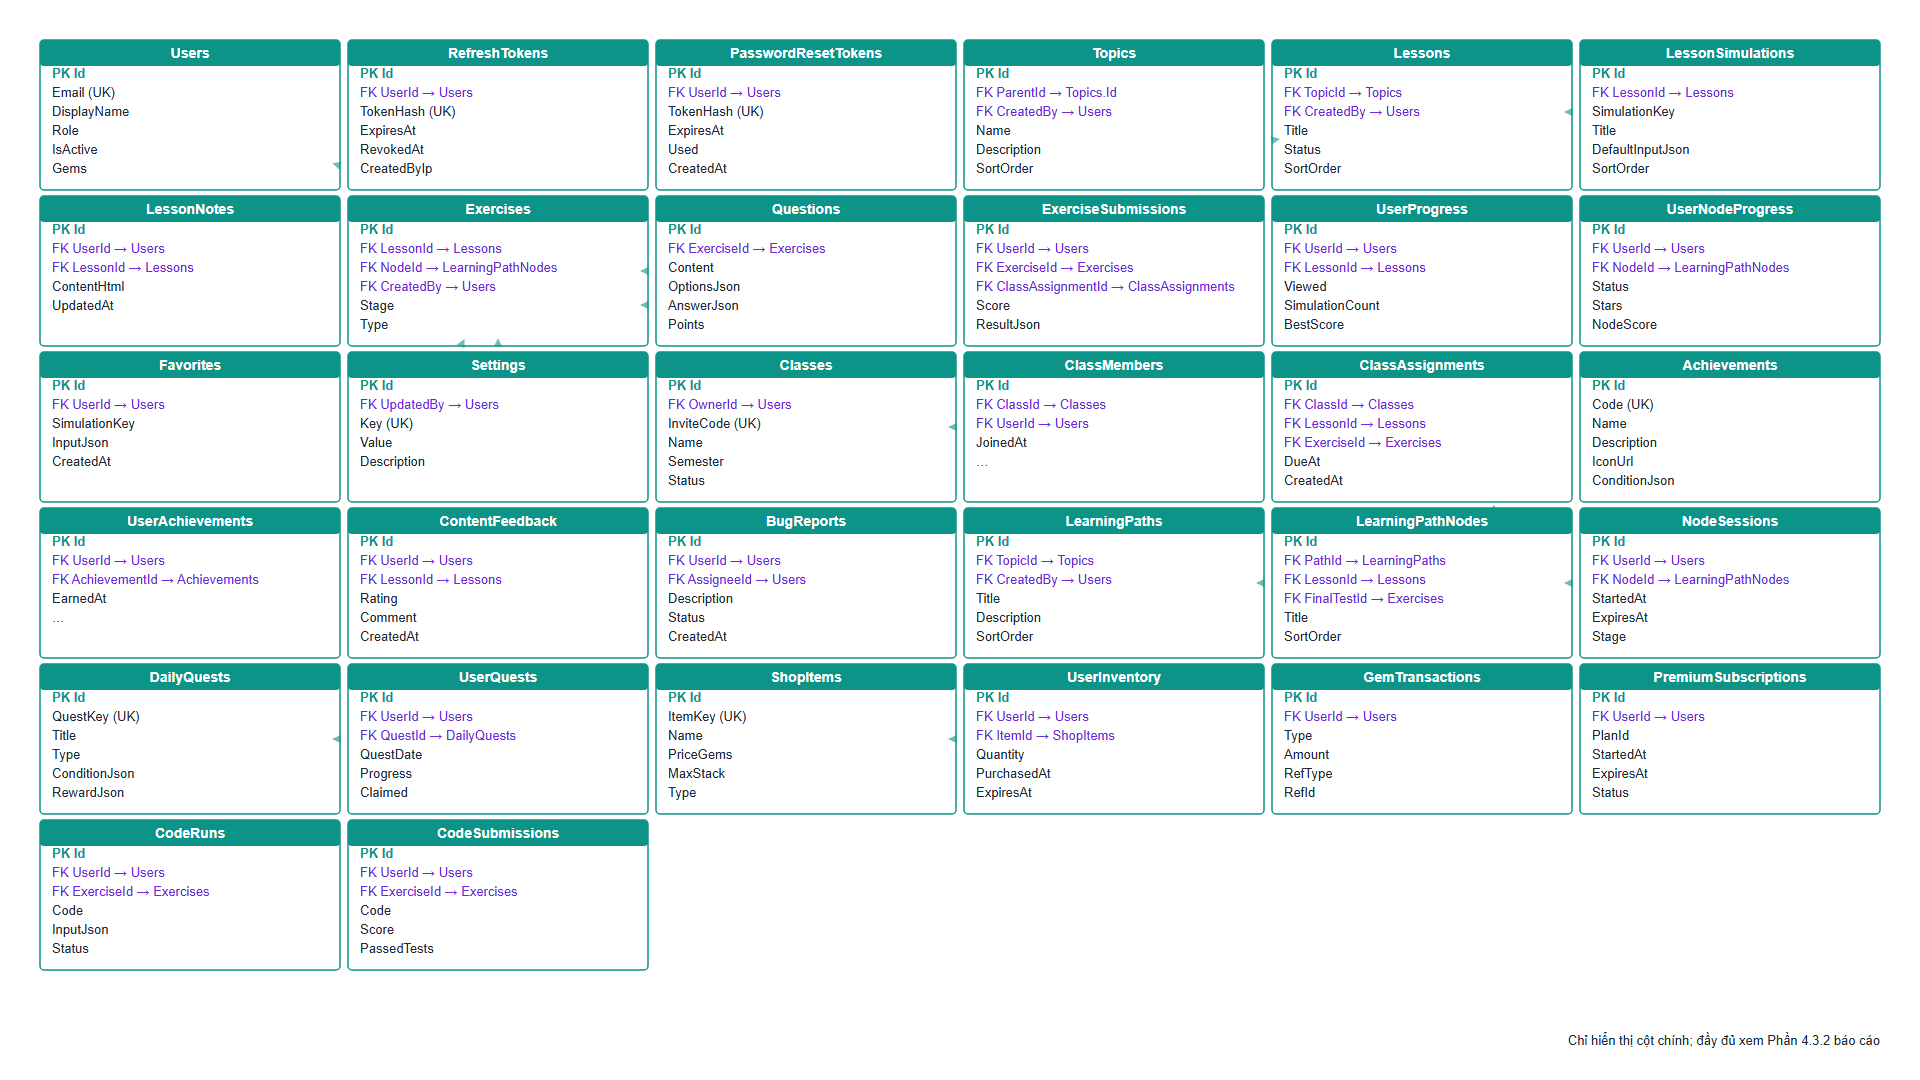 Users
PK Id
Email (UK)
DisplayName
Role
IsActive
Gems
RefreshTokens
PK Id
FK UserId → Users
TokenHash (UK)
ExpiresAt
RevokedAt
CreatedByIp
PasswordResetTokens
PK Id
FK UserId → Users
TokenHash (UK)
ExpiresAt
Used
CreatedAt
Topics
PK Id
FK ParentId → Topics.Id
FK CreatedBy → Users
Name
Description
SortOrder
Lessons
PK Id
FK TopicId → Topics
FK CreatedBy → Users
Title
Status
SortOrder
LessonSimulations
PK Id
FK LessonId → Lessons
SimulationKey
Title
DefaultInputJson
SortOrder
LessonNotes
PK Id
FK UserId → Users
FK LessonId → Lessons
ContentHtml
UpdatedAt
Exercises
PK Id
FK LessonId → Lessons
FK NodeId → LearningPathNodes
FK CreatedBy → Users
Stage
Type
Questions
PK Id
FK ExerciseId → Exercises
Content
OptionsJson
AnswerJson
Points
ExerciseSubmissions
PK Id
FK UserId → Users
FK ExerciseId → Exercises
FK ClassAssignmentId → ClassAssignments
Score
ResultJson
UserProgress
PK Id
FK UserId → Users
FK LessonId → Lessons
Viewed
SimulationCount
BestScore
UserNodeProgress
PK Id
FK UserId → Users
FK NodeId → LearningPathNodes
Status
Stars
NodeScore
Favorites
PK Id
FK UserId → Users
SimulationKey
InputJson
CreatedAt
Settings
PK Id
FK UpdatedBy → Users
Key (UK)
Value
Description
Classes
PK Id
FK OwnerId → Users
InviteCode (UK)
Name
Semester
Status
ClassMembers
PK Id
FK ClassId → Classes
FK UserId → Users
JoinedAt
...
ClassAssignments
PK Id
FK ClassId → Classes
FK LessonId → Lessons
FK ExerciseId → Exercises
DueAt
CreatedAt
Achievements
PK Id
Code (UK)
Name
Description
IconUrl
ConditionJson
UserAchievements
PK Id
FK UserId → Users
FK AchievementId → Achievements
EarnedAt
...
ContentFeedback
PK Id
FK UserId → Users
FK LessonId → Lessons
Rating
Comment
CreatedAt
BugReports
PK Id
FK UserId → Users
FK AssigneeId → Users
Description
Status
CreatedAt
LearningPaths
PK Id
FK TopicId → Topics
FK CreatedBy → Users
Title
Description
SortOrder
LearningPathNodes
PK Id
FK PathId → LearningPaths
FK LessonId → Lessons
FK FinalTestId → Exercises
Title
SortOrder
NodeSessions
PK Id
FK UserId → Users
FK NodeId → LearningPathNodes
StartedAt
ExpiresAt
Stage
DailyQuests
PK Id
QuestKey (UK)
Title
Type
ConditionJson
RewardJson
UserQuests
PK Id
FK UserId → Users
FK QuestId → DailyQuests
QuestDate
Progress
Claimed
ShopItems
PK Id
ItemKey (UK)
Name
PriceGems
MaxStack
Type
UserInventory
PK Id
FK UserId → Users
FK ItemId → ShopItems
Quantity
PurchasedAt
ExpiresAt
GemTransactions
PK Id
FK UserId → Users
Type
Amount
RefType
RefId
PremiumSubscriptions
PK Id
FK UserId → Users
PlanId
StartedAt
ExpiresAt
Status
CodeRuns
PK Id
FK UserId → Users
FK ExerciseId → Exercises
Code
InputJson
Status
CodeSubmissions
PK Id
FK UserId → Users
FK ExerciseId → Exercises
Code
Score
PassedTests
Chỉ hiển thị cột chính; đầy đủ xem Phần 4.3.2 báo cáo